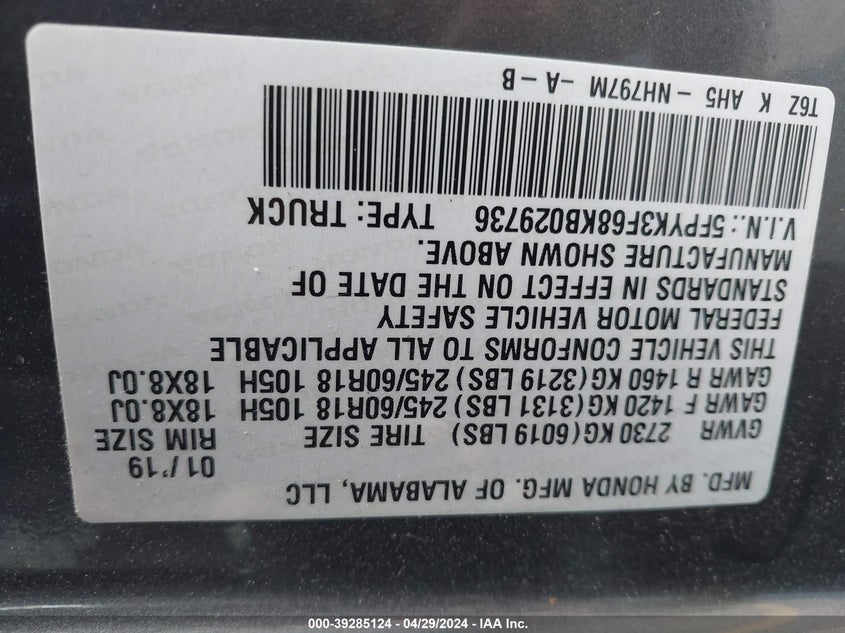 MFD. BY HONDA MFG. OF ALABAMA, LLC
01/'19
GVWR 2730 KG (6019 LBS) TIRE SIZE RIM SIZE
GAWR F 1420 KG (3131 LBS) 245/60R18 105H 18X8.0J
GAWR R 1460 KG (3219 LBS) 245/60R18 105H 18X8.0J
THIS VEHICLE CONFORMS TO ALL APPLICABLE
FEDERAL MOTOR VEHICLE SAFETY
STANDARDS IN EFFECT ON THE DATE OF
MANUFACTURE SHOWN ABOVE.
V.I.N.: 5FPYK3F68KB029736 TYPE: TRUCK
T6Z K AH5 - NH797M - A - B
000-39285124 - 04/29/2024 - IAA Inc.